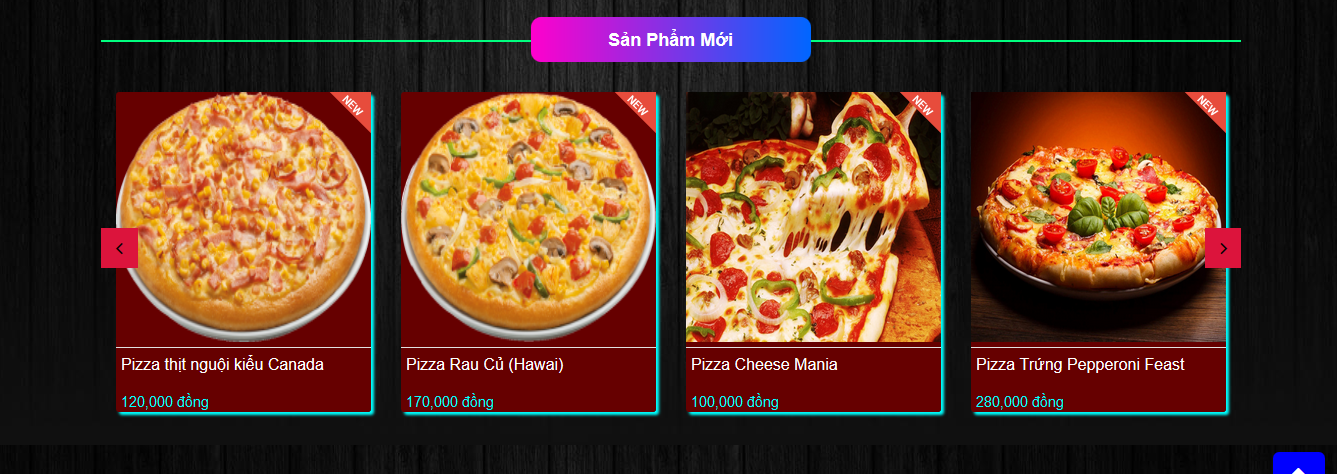 Sản Phẩm Mới
NEW
NEW
NEW
NEW
Pizza thịt nguội kiểu Canada
120,000 đồng
Pizza Rau Củ (Hawai)
170,000 đồng
Pizza Cheese Mania
100,000 đồng
Pizza Trứng Pepperoni Feast
280,000 đồng